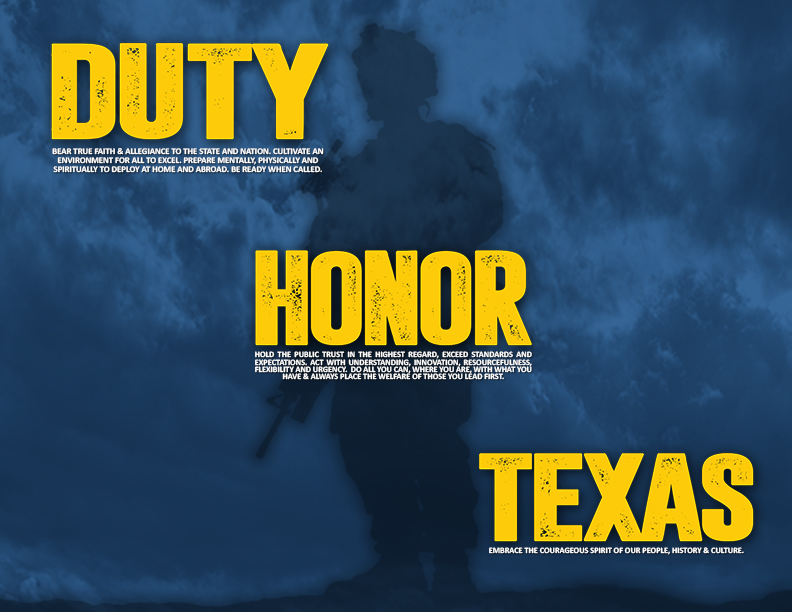 DUTY
BEAR TRUE FAITH & ALLEGIANCE TO THE STATE AND NATION. CULTIVATE AN
ENVIRONMENT FOR ALL TO EXCEL. PREPARE MENTALLY, PHYSICALLY AND
SPIRITUALLY TO DEPLOY AT HOME AND ABROAD. BE READY WHEN CALLED.
HONOR
HOLD THE PUBLIC TRUST IN THE HIGHEST REGARD, EXCEED STANDARDS AND
EXPECTATIONS. ACT WITH UNDERSTANDING, INNOVATION, RESOURCEFULNESS,
FLEXIBILITY AND URGENCY. DO ALL YOU CAN, WHERE YOU ARE, WITH WHAT YOU
HAVE & ALWAYS PLACE THE WELFARE OF THOSE YOU LEAD FIRST.
TEXAS
EMBRACE THE COURAGEOUS SPIRIT OF OUR PEOPLE, HISTORY & CULTURE.